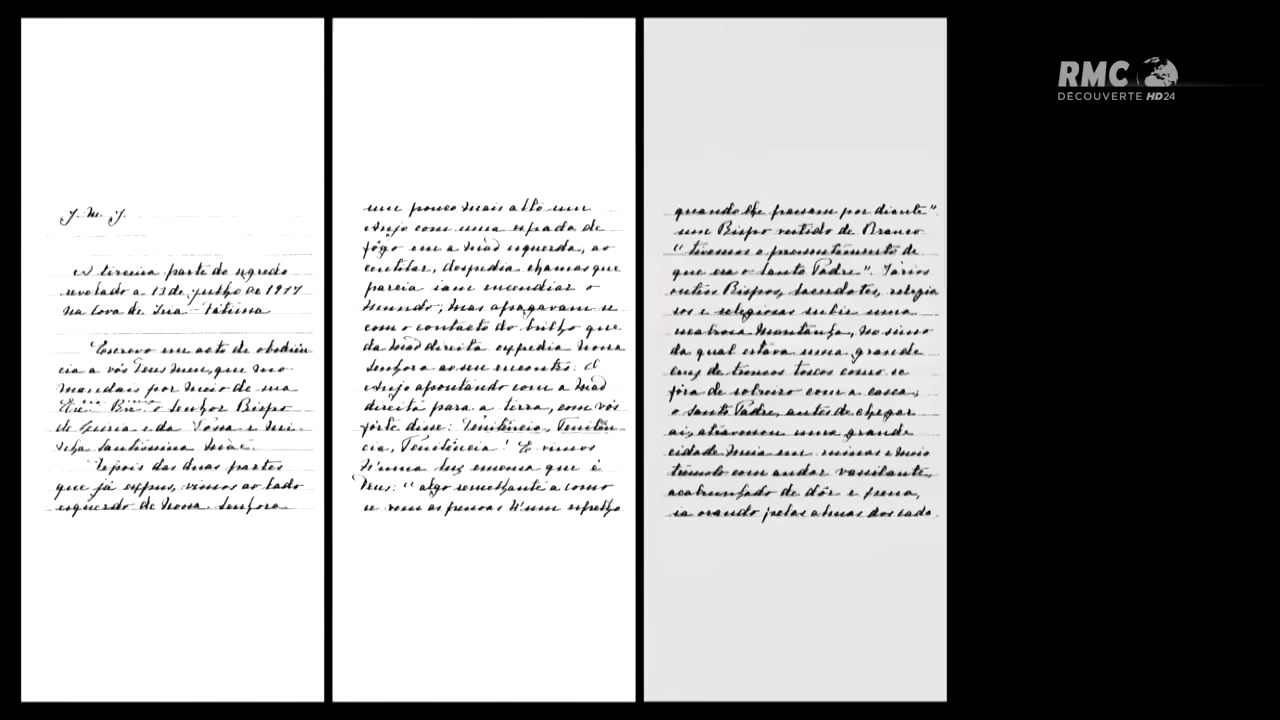 J. M. J.
A terceira parte do segredo
revelado a 13 de julho de 1917
na Cova de Iria - Fátima
Escrevo em acto de obediên
cia a vós Deus meu, que mo
mandais por meio de sua
Ex.cia Rev.ma o Senhor Bispo
de Leiria e da Vossa e Mi-
nha Santissima Mãe.
Depois das duas partes
que já expus, vimos ao lado
esquerdo de Nossa Senhora
um pouco mais alto um
Anjo com uma espada de
fôgo em a mão esquerda, ao
centilar, despedia chamas que
parecia iam encendiar o
mundo; mas apagavam-se
com o contacto do brilho que
da mão direita expedia Nossa
Senhora ao seu encontro: O
Anjo apontando com a mão
direita para a terra, com vós
forte disse: Penitência, Penitên-
cia, Penitência! E vimos
n'uma luz emensa que é
Deus: "algo semelhante a como
se vem as pessoas n'um espelho
quando lhe passam por diante"
um Bispo vestido de Branco
"tivemos o pressentimento de
que era o Santo Padre". Varios
outros Bispos, sacerdotes, religio
sos e religiosas subir uma
escabrosa montanha, no simo
da qual estava uma grande
cruz de troncos toscos como se
fôra de sobreiro com a casca;
o Santo Padre, antes de chegar
aí, atravessou uma grande
cidade meia em ruinas e meio
trémulo com andar vacilante,
acabrunhado de dôr e pena,
ia orando pelas almas dos cada
RMC
DÉCOUVERTE HD24